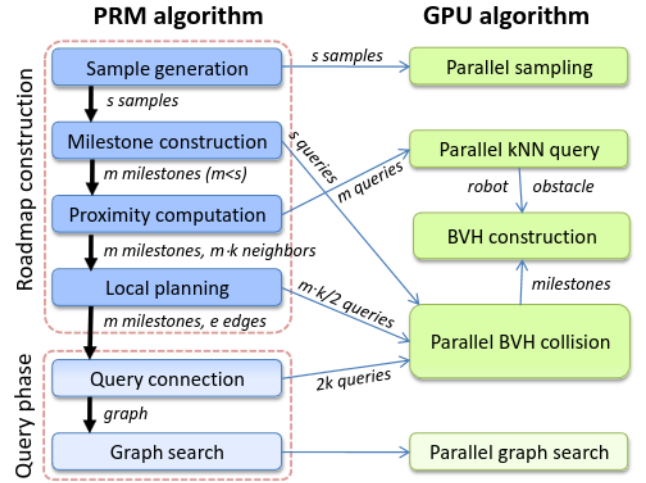 PRM algorithm
GPU algorithm
Roadmap construction
Sample generation
s samples
Parallel sampling
s samples
Milestone construction
s queries
Parallel kNN query
m milestones (m<s)
m queries
robot obstacle
Proximity computation
BVH construction
m milestones, m·k neighbors
milestones
Local planning
m·k/2 queries
m milestones, e edges
Parallel BVH collision
Query phase
Query connection
2k queries
graph
Graph search
Parallel graph search